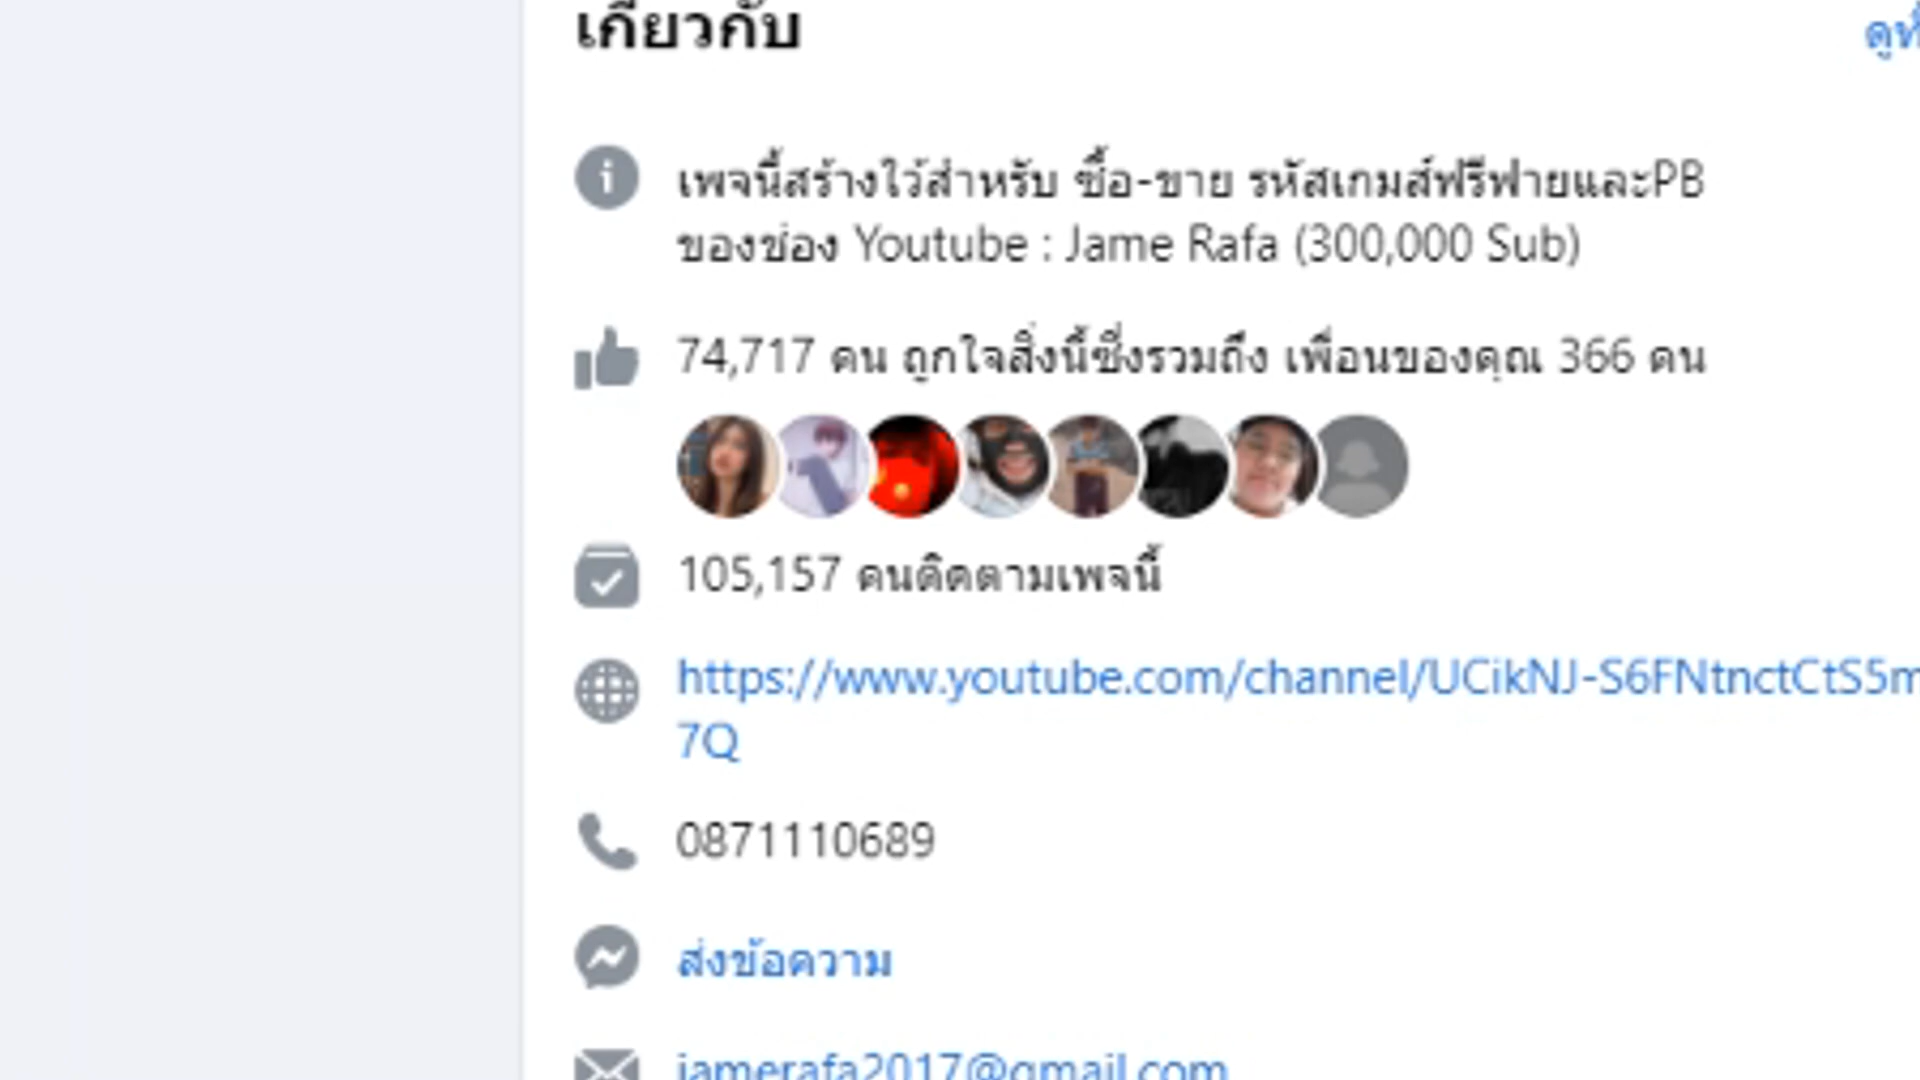 เกี่ยวกับ
เพจนี้สร้างใว้สำหรับ ซื้อ-ขาย รหัสเกมส์ฟรีฟายและPB
ของช่อง Youtube : Jame Rafa (300,000 Sub)
74,717 คน ถูกใจสิ่งนี้ซึ่งรวมถึง เพื่อนของคุณ 366 คน
105,157 คนติดตามเพจนี้
https://www.youtube.com/channel/UCikNJ-S6FNtnctCtS5m
7Q
0871110689
ส่งข้อความ
jamerafa2017@gmail.com